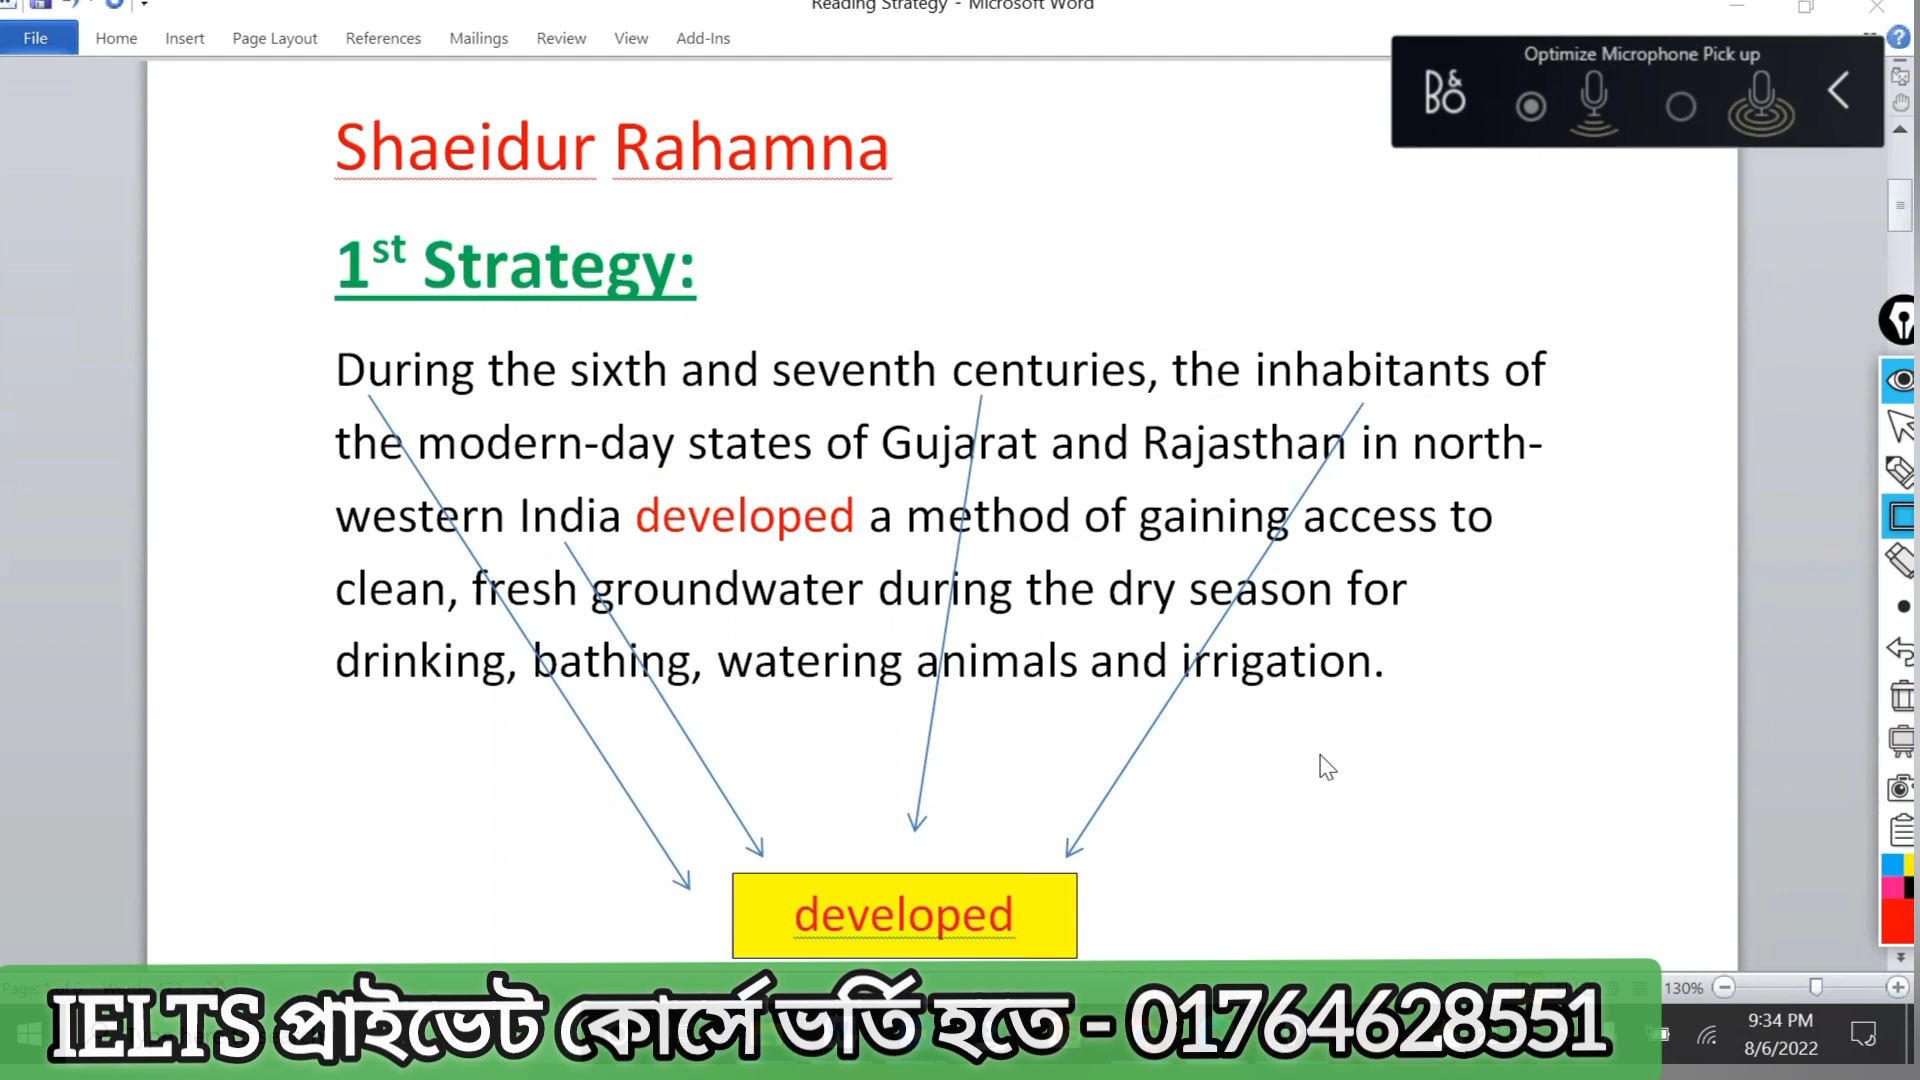 Reading Strategy - Microsoft Word
File Home Insert Page Layout References Mailings Review View Add-Ins
Optimize Microphone Pick up
B&O
Shaeidur Rahamna
1st Strategy:
During the sixth and seventh centuries, the inhabitants of
the modern-day states of Gujarat and Rajasthan in north-
western India developed a method of gaining access to
clean, fresh groundwater during the dry season for
drinking, bathing, watering animals and irrigation.
developed
130%
IELTS প্রাইভেট কোর্সে ভর্তি হতে - 01764628551
9:34 PM
8/6/2022